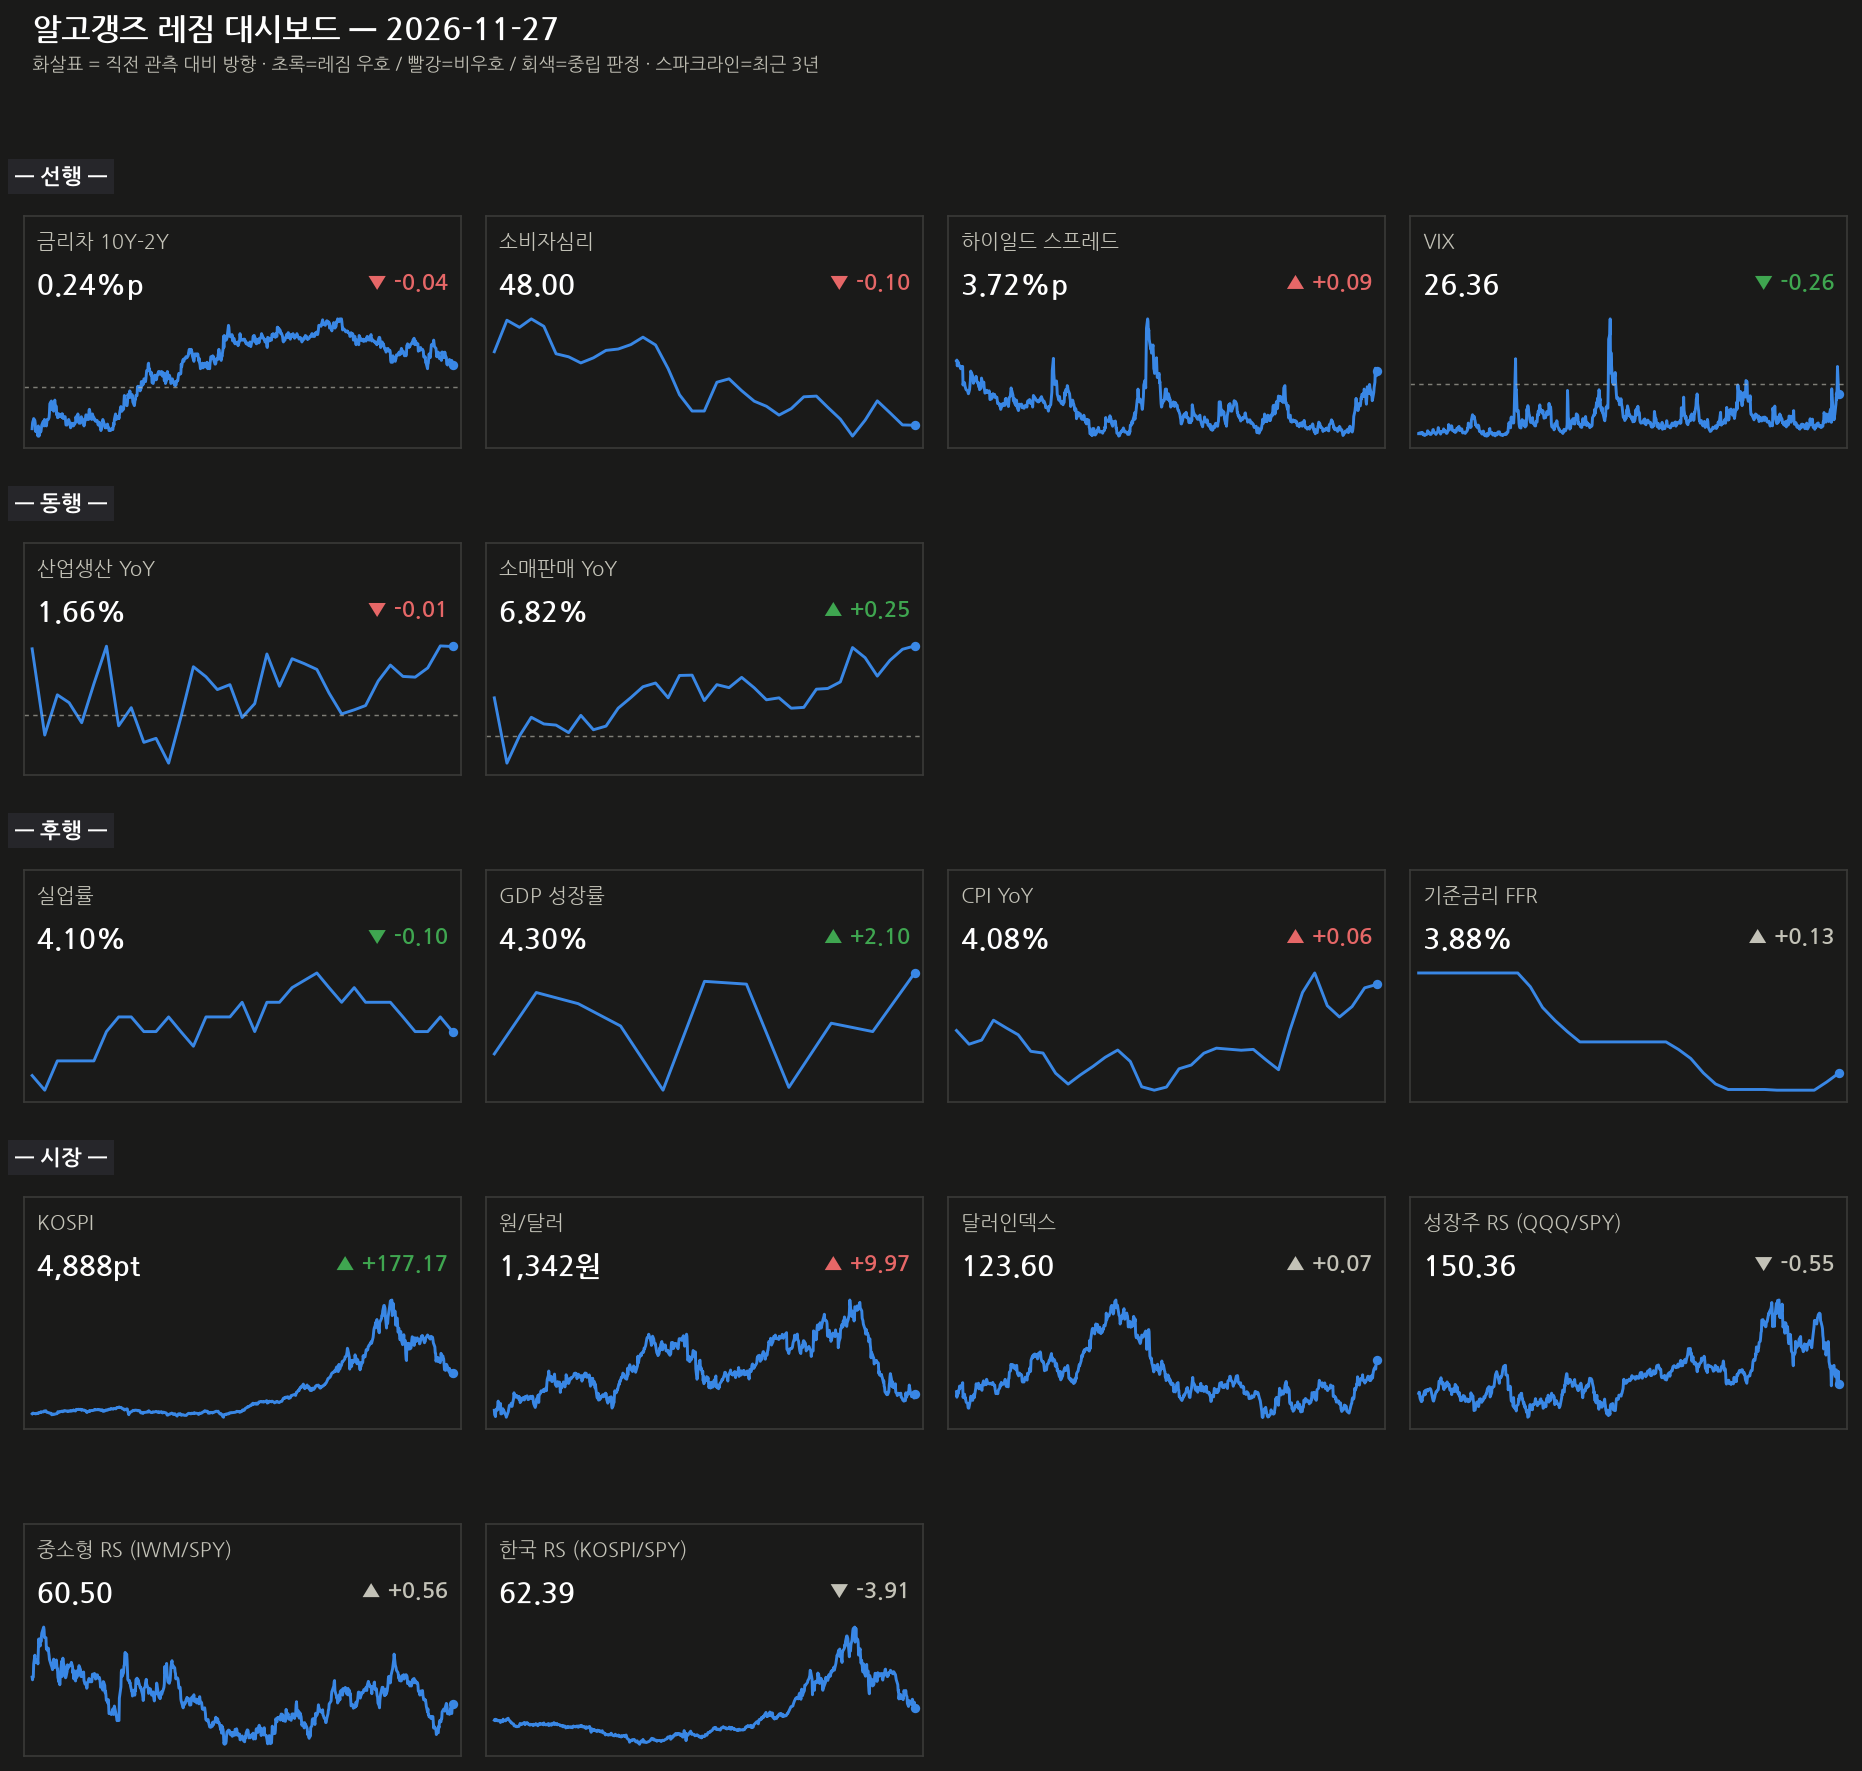 알고갱즈 레짐 대시보드 — 2026-11-27
화살표 = 직전 관측 대비 방향 · 초록=레짐 우호 / 빨강=비우호 / 회색=중립 판정 · 스파크라인=최근 3년
— 선행 —
금리차 10Y-2Y
0.24%p ▼ -0.04
소비자심리
48.00 ▼ -0.10
하이일드 스프레드
3.72%p ▲ +0.09
VIX
26.36 ▼ -0.26
— 동행 —
산업생산 YoY
1.66% ▼ -0.01
소매판매 YoY
6.82% ▲ +0.25
— 후행 —
실업률
4.10% ▼ -0.10
GDP 성장률
4.30% ▲ +2.10
CPI YoY
4.08% ▲ +0.06
기준금리 FFR
3.88% ▲ +0.13
— 시장 —
KOSPI
4,888pt ▲ +177.17
원/달러
1,342원 ▲ +9.97
달러인덱스
123.60 ▲ +0.07
성장주 RS (QQQ/SPY)
150.36 ▼ -0.55
중소형 RS (IWM/SPY)
60.50 ▲ +0.56
한국 RS (KOSPI/SPY)
62.39 ▼ -3.91